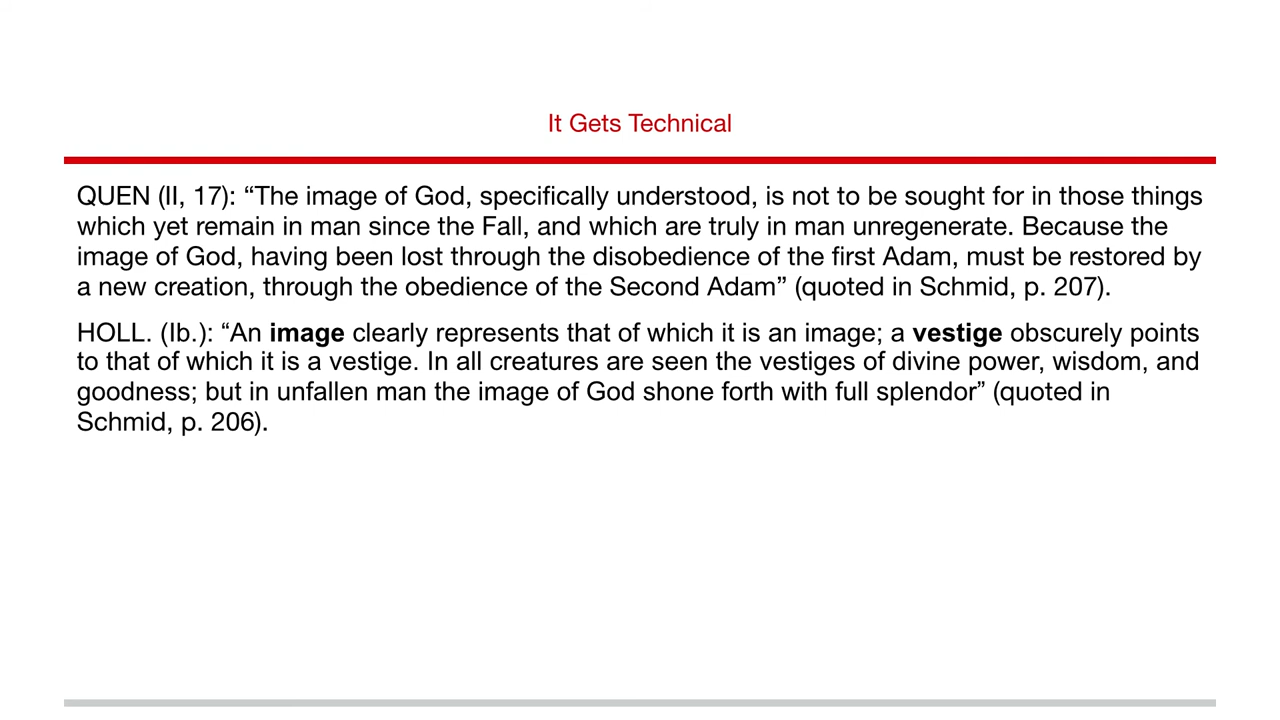 It Gets Technical
QUEN (II, 17): “The image of God, specifically understood, is not to be sought for in those things
which yet remain in man since the Fall, and which are truly in man unregenerate. Because the
image of God, having been lost through the disobedience of the first Adam, must be restored by
a new creation, through the obedience of the Second Adam” (quoted in Schmid, p. 207).
HOLL. (Ib.): “An image clearly represents that of which it is an image; a vestige obscurely points
to that of which it is a vestige. In all creatures are seen the vestiges of divine power, wisdom, and
goodness; but in unfallen man the image of God shone forth with full splendor” (quoted in
Schmid, p. 206).